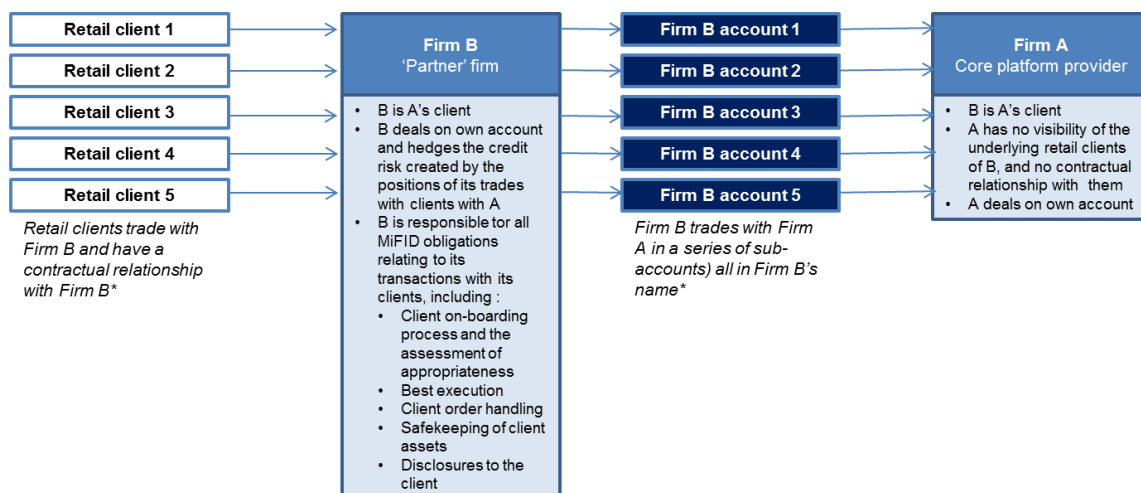 Retail client 1
Retail client 2
Retail client 3
Retail client 4
Retail client 5
Retail clients trade with
Firm B and have a
contractual relationship
with Firm B*
Firm B
‘Partner’ firm
• B is A’s client
• B deals on own account
and hedges the credit
risk created by the
positions of its trades
with clients with A
• B is responsible tor all
MiFID obligations
relating to its
transactions with its
clients, including :
• Client on-boarding
process and the
assessment of
appropriateness
• Best execution
• Client order handling
• Safekeeping of client
assets
• Disclosures to the
client
Firm B account 1
Firm B account 2
Firm B account 3
Firm B account 4
Firm B account 5
Firm B trades with Firm
A in a series of sub-
accounts) all in Firm B’s
name*
Firm A
Core platform provider
• B is A’s client
• A has no visibility of the
underlying retail clients
of B, and no contractual
relationship with them
• A deals on own account